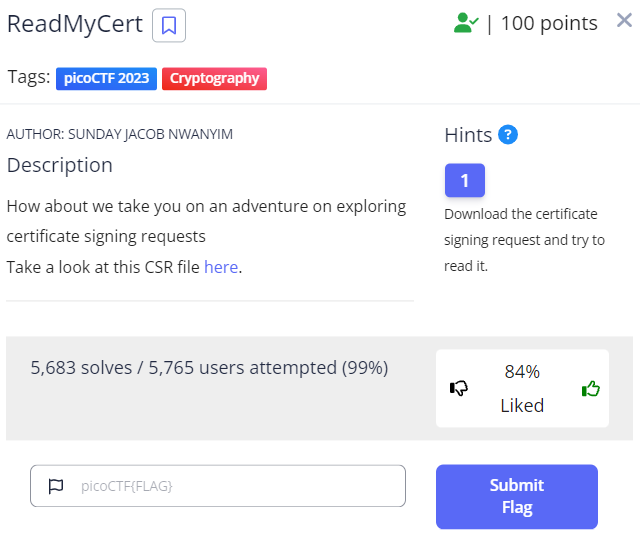 ReadMyCert
| 100 points
Tags: picoCTF 2023 Cryptography
AUTHOR: SUNDAY JACOB NWANYIM
Description
How about we take you on an adventure on exploring
certificate signing requests
Take a look at this CSR file here.
Hints ?
1
Download the certificate
signing request and try to
read it.
5,683 solves / 5,765 users attempted (99%)
84%
Liked
picoCTF{FLAG}
Submit
Flag